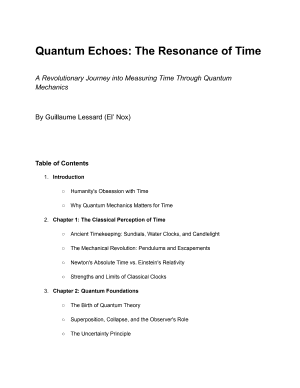 Quantum Echoes: The Resonance of Time
A Revolutionary Journey into Measuring Time Through Quantum
Mechanics
By Guillaume Lessard (El’ Nox)
Table of Contents
1. Introduction
○ Humanity's Obsession with Time
○ Why Quantum Mechanics Matters for Time
2. Chapter 1: The Classical Perception of Time
○ Ancient Timekeeping: Sundials, Water Clocks, and Candlelight
○ The Mechanical Revolution: Pendulums and Escapements
○ Newton's Absolute Time vs. Einstein's Relativity
○ Strengths and Limits of Classical Clocks
3. Chapter 2: Quantum Foundations
○ The Birth of Quantum Theory
○ Superposition, Collapse, and the Observer's Role
○ The Uncertainty Principle